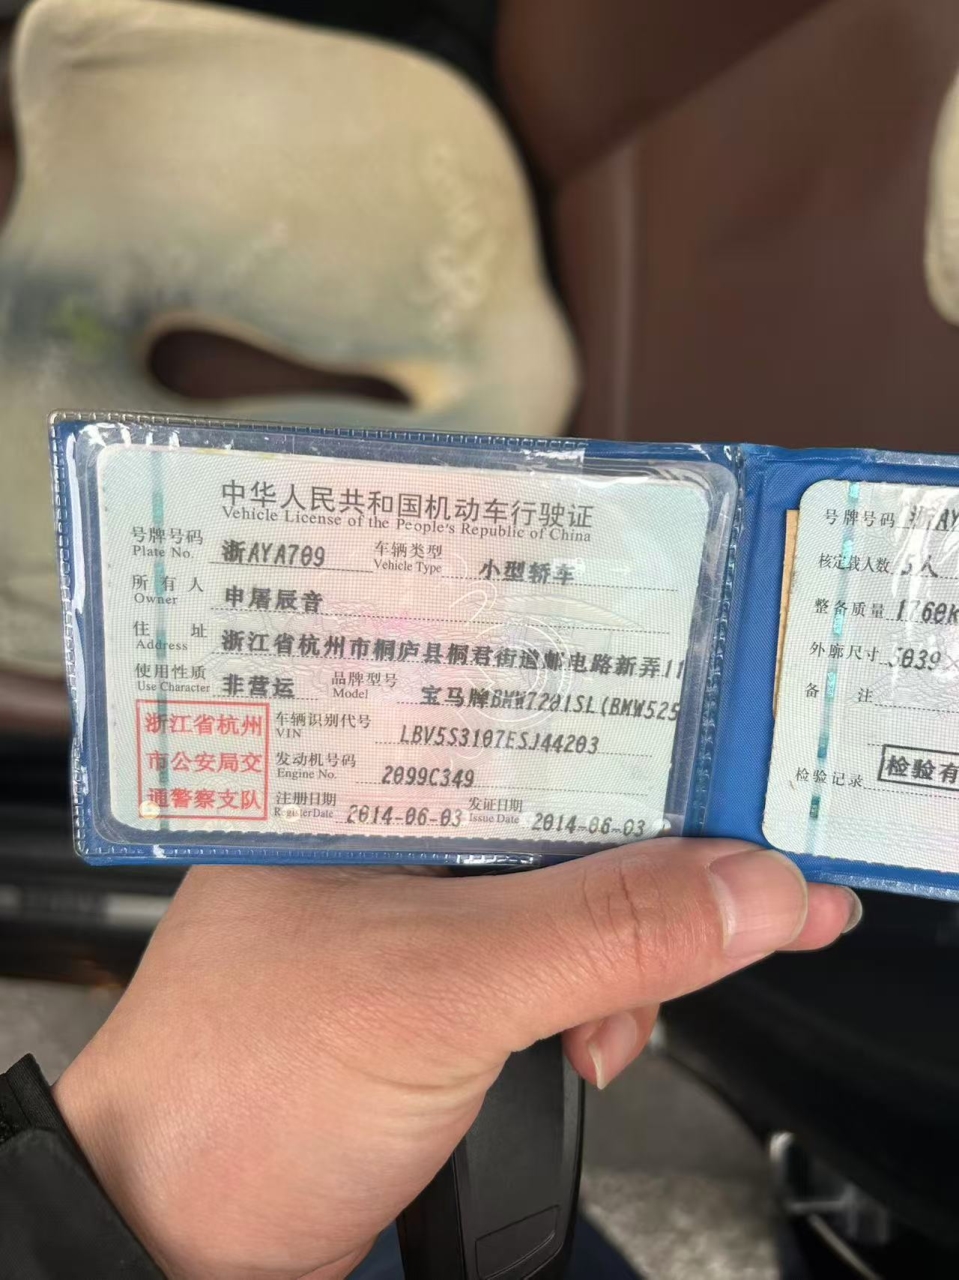 中华人民共和国机动车行驶证
Vehicle License of the People's Republic of China
号牌号码 浙AYA709 车辆类型 小型轿车
Plate No. Vehicle Type
所有人 申屠辰音
Owner
住址 浙江省杭州市桐庐县桐君街道邮电路新弄11
Address
使用性质 非营运 品牌型号 宝马牌BMW7201SL(BMW525
Use Character Model
浙江省杭州
市公安局交
通警察支队
车辆识别代号 LBV5S3107ESJ44203
VIN
发动机号码 2099C349
Engine No.
注册日期 2014-06-03 发证日期 2014-06-03
Register Date Issue Date
号牌号码 浙AY
核定载人数 5人
整备质量 1760K
外廓尺寸 5039×
备注
检验记录 检验有